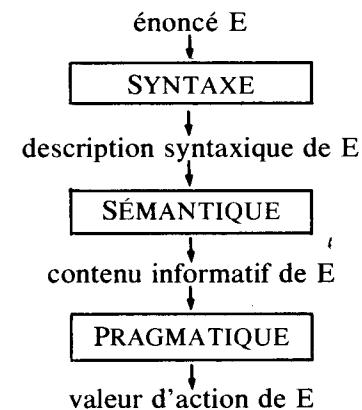 énoncé E
SYNTAXE
description syntaxique de E
SÉMANTIQUE
contenu informatif de E
PRAGMATIQUE
valeur d'action de E